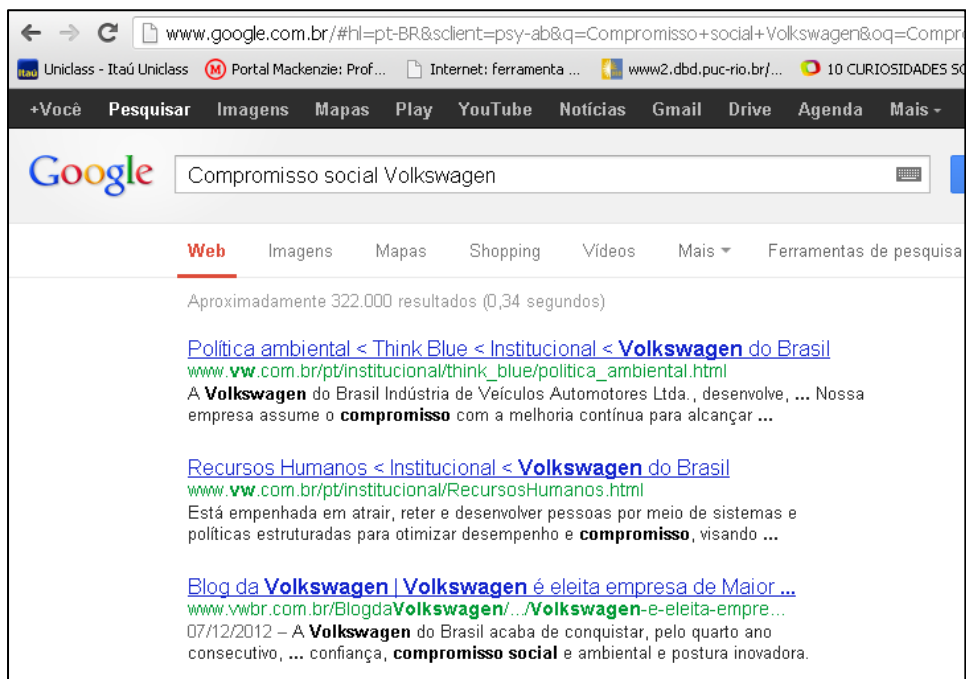 www.google.com.br/#hl=pt-BR&sclient=psy-ab&q=Compromisso+social+Volkswagen&oq=Compro
Itaú Uniclass - Itaú Uniclass M Portal Mackenzie: Prof... Internet: ferramenta ... www2.dbd.puc-rio.br/... 10 CURIOSIDADES SO
+Você Pesquisar Imagens Mapas Play YouTube Notícias Gmail Drive Agenda Mais
Google Compromisso social Volkswagen
Web Imagens Mapas Shopping Vídeos Mais Ferramentas de pesquisa
Aproximadamente 322.000 resultados (0,34 segundos)
Política ambiental < Think Blue < Institucional < Volkswagen do Brasil
www.vw.com.br/pt/institucional/think_blue/politica_ambiental.html
A Volkswagen do Brasil Indústria de Veículos Automotores Ltda., desenvolve, ... Nossa
empresa assume o compromisso com a melhoria contínua para alcançar ...
Recursos Humanos < Institucional < Volkswagen do Brasil
www.vw.com.br/pt/institucional/RecursosHumanos.html
Está empenhada em atrair, reter e desenvolver pessoas por meio de sistemas e
políticas estruturadas para otimizar desempenho e compromisso, visando ...
Blog da Volkswagen | Volkswagen é eleita empresa de Maior ...
www.vwbr.com.br/BlogdaVolkswagen/.../Volkswagen-e-eleita-empre...
07/12/2012 – A Volkswagen do Brasil acaba de conquistar, pelo quarto ano
consecutivo, ... confiança, compromisso social e ambiental e postura inovadora.